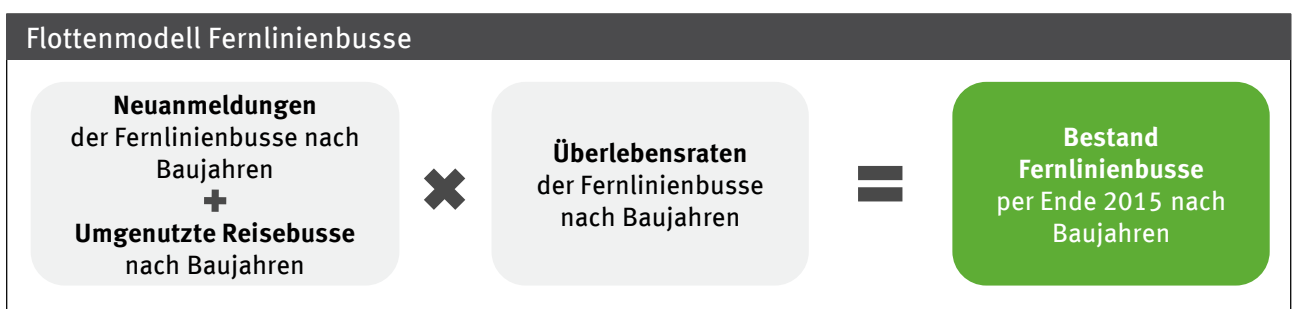 Flottenmodell Fernlinienbusse
Neuanmeldungen
der Fernlinienbusse nach
Baujahren
+
Umgenutzte Reisebusse
nach Baujahren
×
Überlebensraten
der Fernlinienbusse
nach Baujahren
=
Bestand
Fernlinienbusse
per Ende 2015 nach
Baujahren